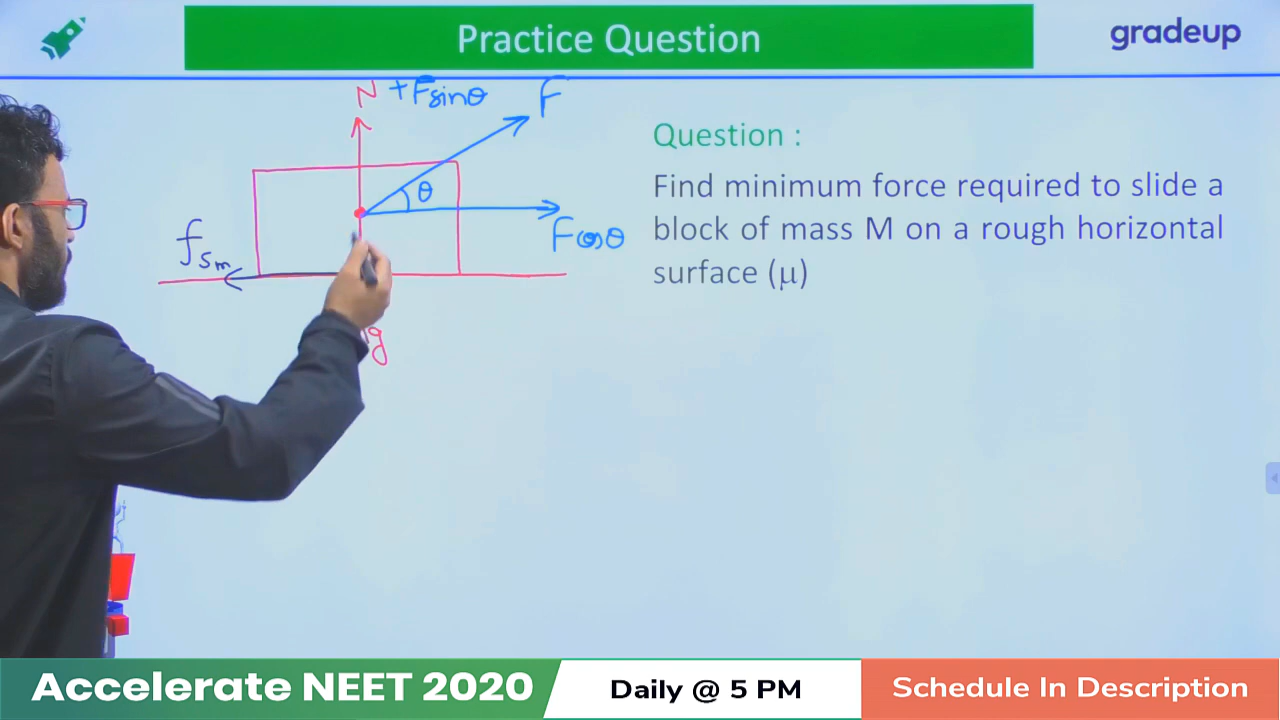 Practice Question
gradeup
N + Fsinθ
F
θ
Fcosθ
fsm
g
Question :
Find minimum force required to slide a
block of mass M on a rough horizontal
surface (μ)
Accelerate NEET 2020
Daily @ 5 PM
Schedule In Description